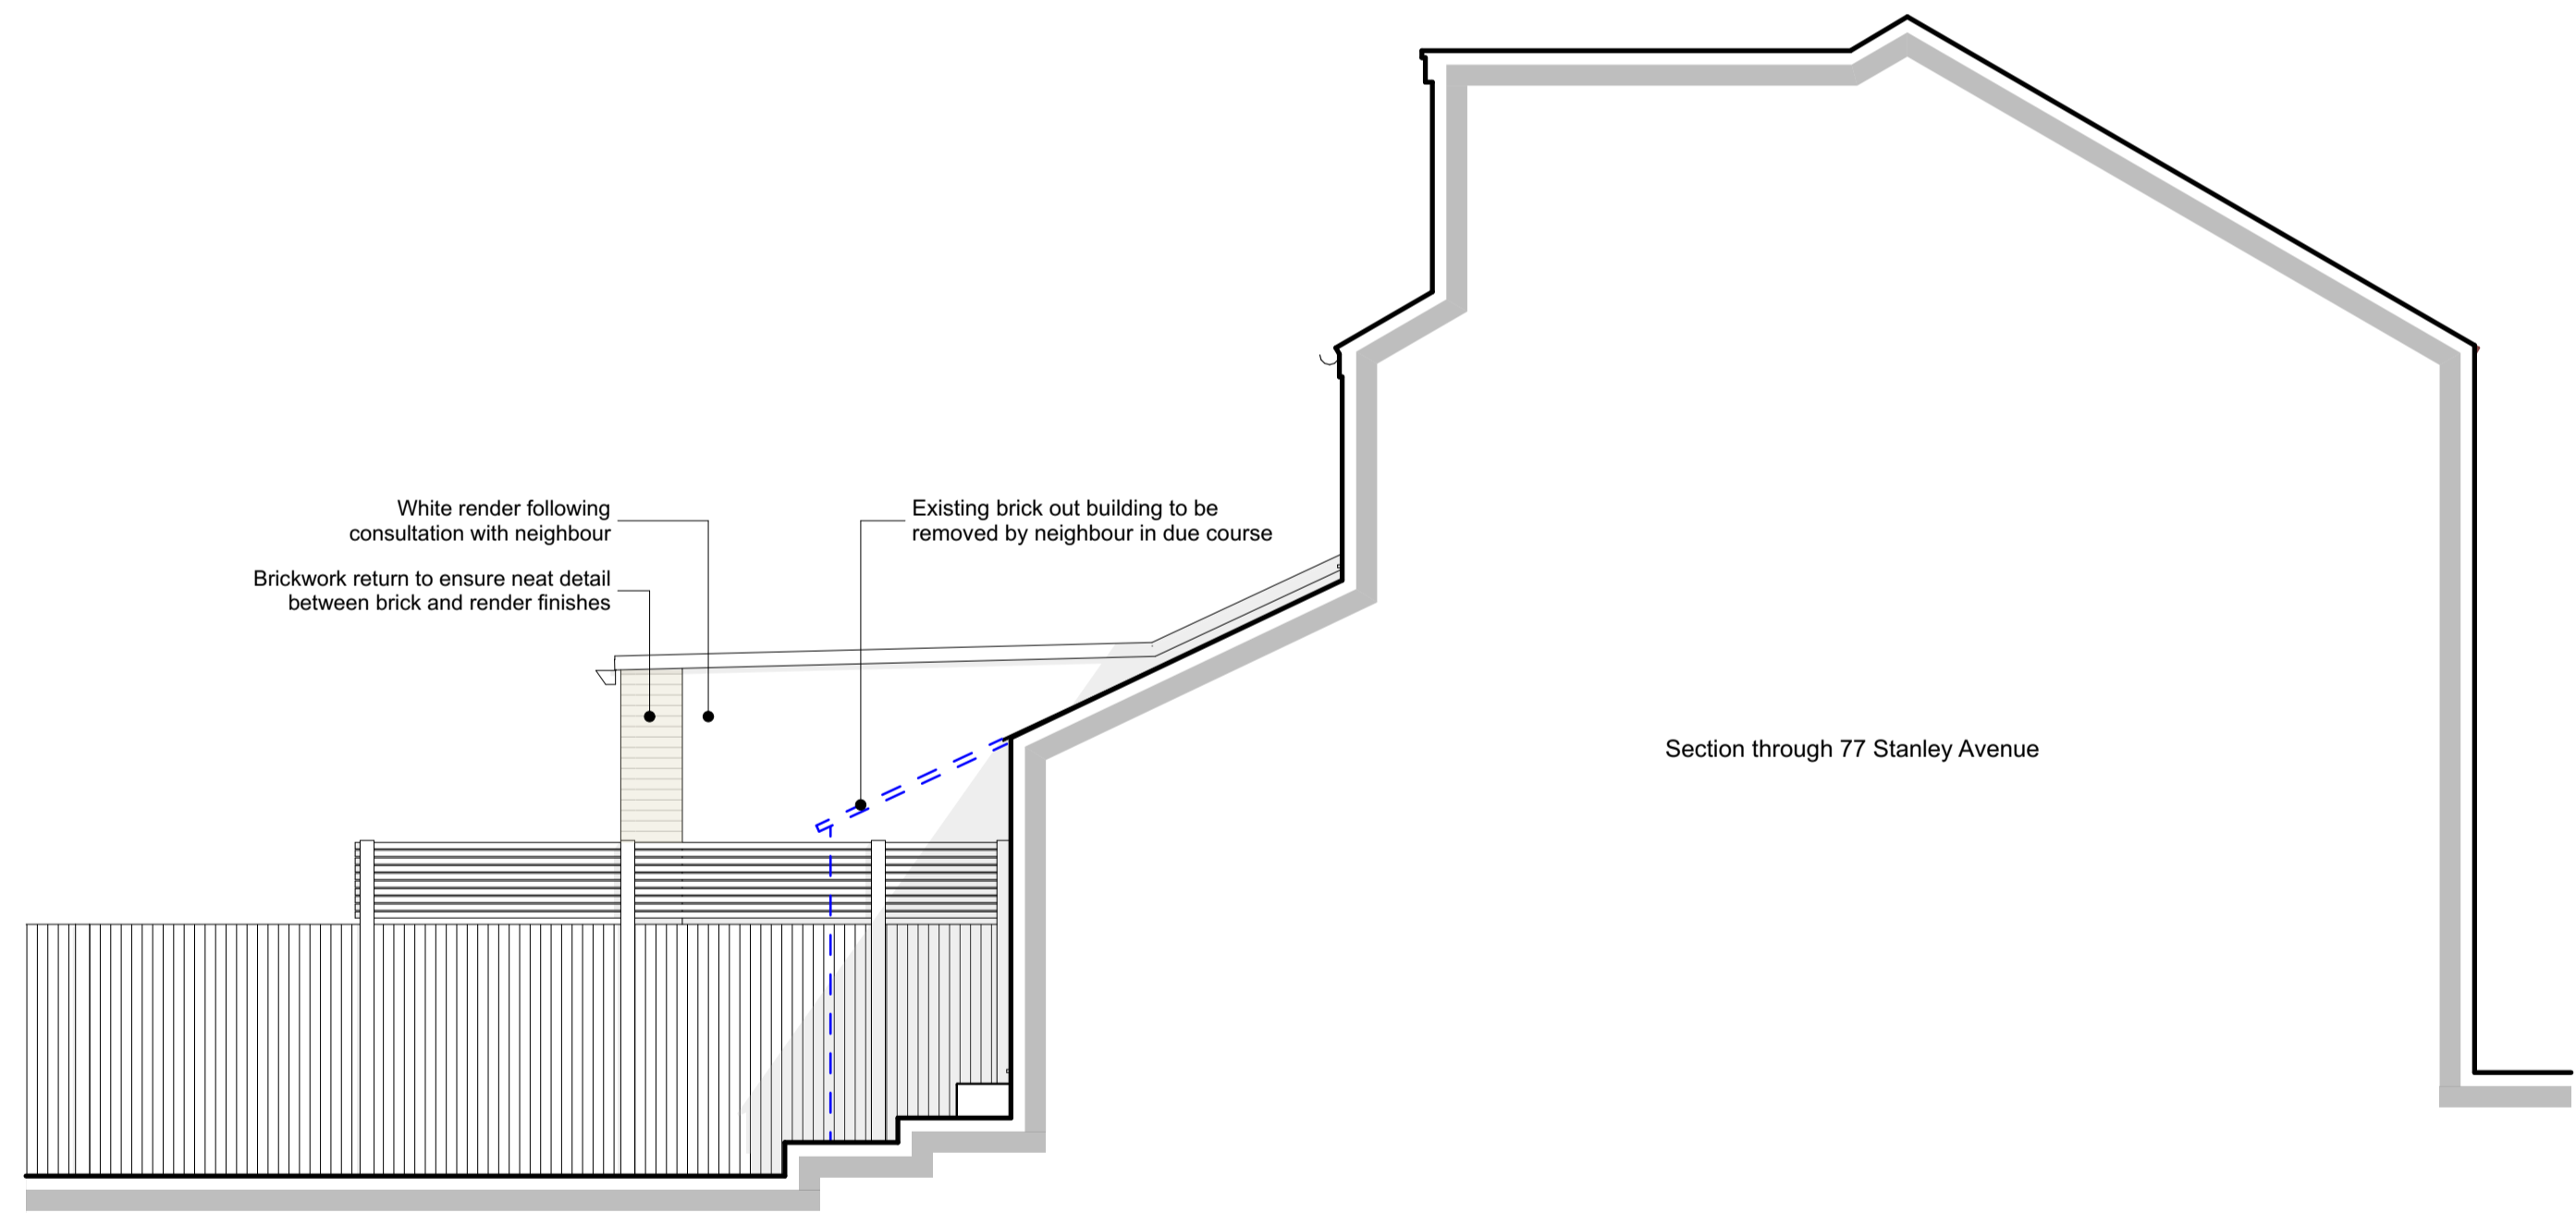 White render following
consultation with neighbour
Brickwork return to ensure neat detail
between brick and render finishes
Existing brick out building to be
removed by neighbour in due course
Section through 77 Stanley Avenue